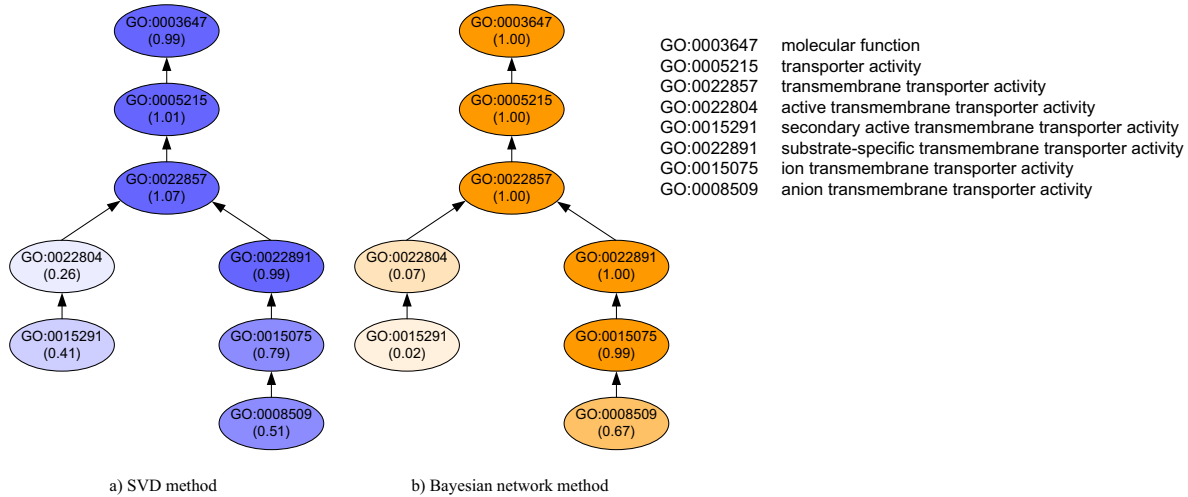 GO:0003647
(0.99)
GO:0005215
(1.01)
GO:0022857
(1.07)
GO:0022804
(0.26)
GO:0022891
(0.99)
GO:0015291
(0.41)
GO:0015075
(0.79)
GO:0008509
(0.51)
a) SVD method
GO:0003647
(1.00)
GO:0005215
(1.00)
GO:0022857
(1.00)
GO:0022804
(0.07)
GO:0022891
(1.00)
GO:0015291
(0.02)
GO:0015075
(0.99)
GO:0008509
(0.67)
b) Bayesian network method
GO:0003647 molecular function
GO:0005215 transporter activity
GO:0022857 transmembrane transporter activity
GO:0022804 active transmembrane transporter activity
GO:0015291 secondary active transmembrane transporter activity
GO:0022891 substrate-specific transmembrane transporter activity
GO:0015075 ion transmembrane transporter activity
GO:0008509 anion transmembrane transporter activity